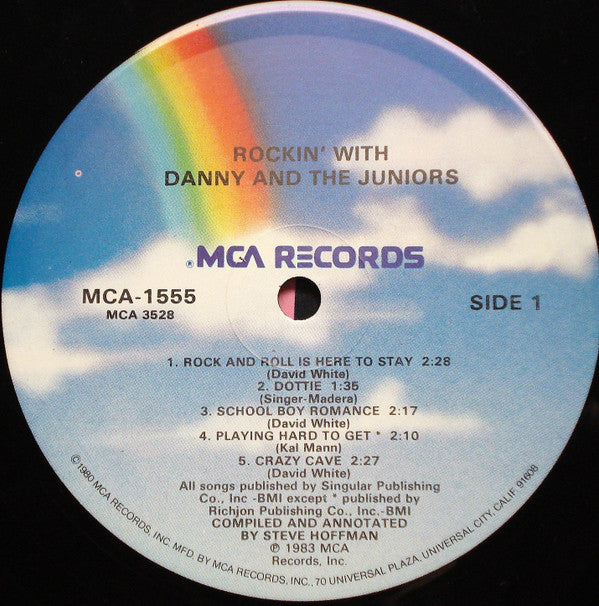 ROCKIN' WITH
DANNY AND THE JUNIORS
®MCA RECORDS
MCA-1555
MCA 3528
SIDE 1
1. ROCK AND ROLL IS HERE TO STAY 2:28
(David White)
2. DOTTIE 1:35
(Singer-Madera)
3. SCHOOL BOY ROMANCE 2:17
(David White)
4. PLAYING HARD TO GET * 2:10
(Kal Mann)
5. CRAZY CAVE 2:27
(David White)
All songs published by Singular Publishing
Co., Inc -BMI except * published by
Richjon Publishing Co., Inc.-BMI
COMPILED AND ANNOTATED
BY STEVE HOFFMAN
℗ 1983 MCA
Records, Inc.
©1980 MCA RECORDS, INC. MFD. BY MCA RECORDS, INC., 70 UNIVERSAL PLAZA, UNIVERSAL CITY, CALIF. 91608